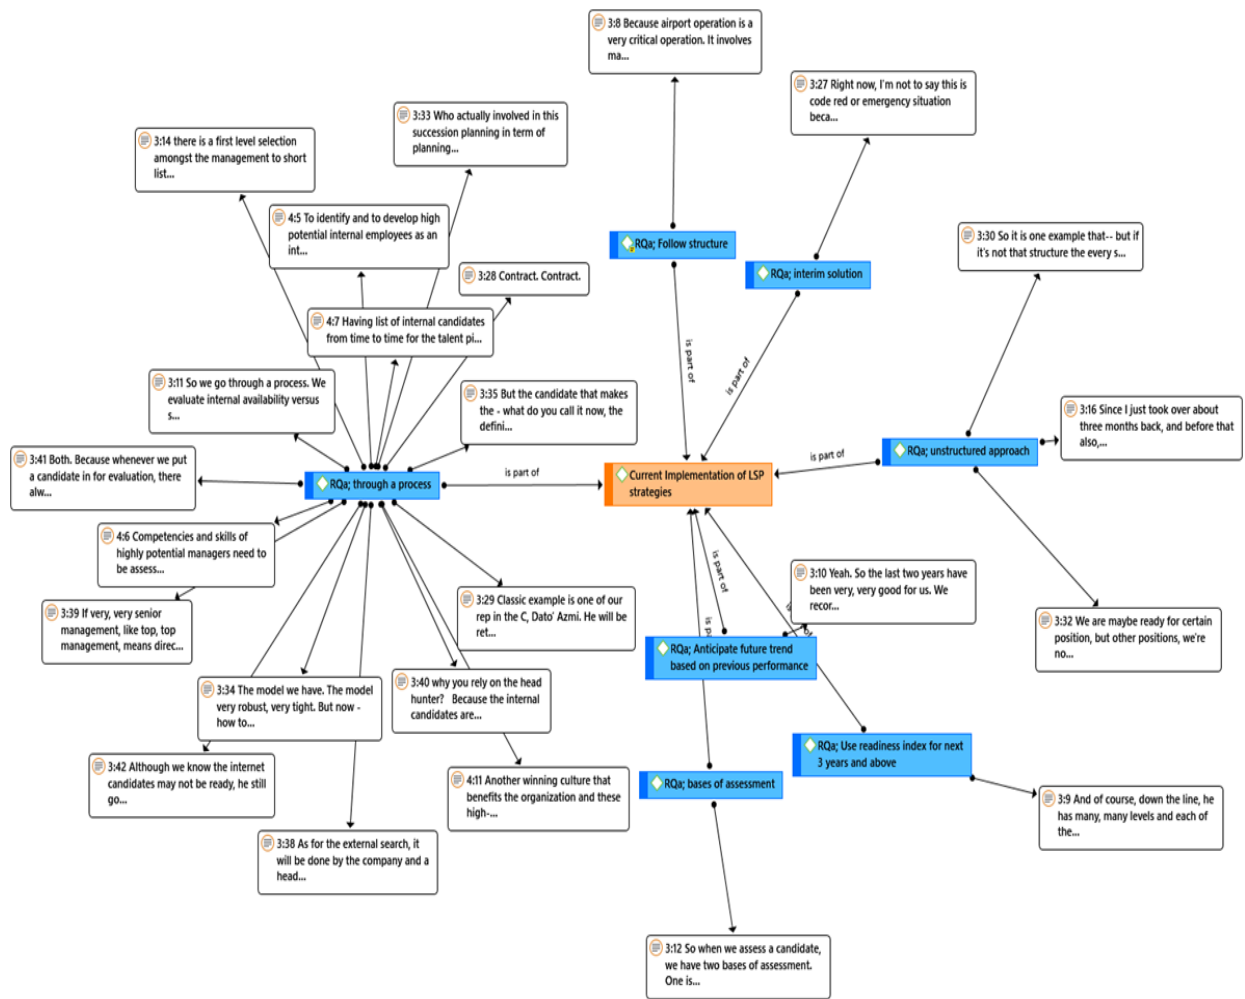 3:8 Because airport operation is a
very critical operation. It involves
ma...
3:27 Right now, I'm not to say this is
code red or emergency situation
beca...
3:33 Who actually involved in this
succession planning in term of
planning...
3:14 there is a first level selection
amongst the management to short
list...
4:5 To identify and to develop high
potential internal employees as an
int...
3:30 So it is one example that-- but if
it's not that structure the every s...
RQa; Follow structure
RQa; interim solution
3:28 Contract. Contract.
4:7 Having list of internal candidates
from time to time for the talent pi...
is part of
is part of
3:11 So we go through a process. We
evaluate internal availability versus
s...
3:35 But the candidate that makes
the - what do you call it now, the
defini...
3:16 Since I just took over about
three months back, and before that
also,...
RQa; unstructured approach
3:41 Both. Because whenever we put
a candidate in for evaluation, there
alw...
RQa; through a process
is part of
Current Implementation of LSP
strategies
is part of
4:6 Competencies and skills of
highly potential managers need to
be assess...
is part of
3:10 Yeah. So the last two years have
been very, very good for us. We
recor...
3:39 If very, very senior
management, like top, top
management, means direc...
3:29 Classic example is one of our
rep in the C, Dato' Azmi. He will be
ret...
3:32 We are maybe ready for certain
position, but other positions, we're
no...
RQa; Anticipate future trend
based on previous performance
3:34 The model we have. The model
very robust, very tight. But now -
how to...
3:40 why you rely on the head
hunter? Because the internal
candidates are...
RQa; Use readiness index for next
3 years and above
3:42 Although we know the internet
candidates may not be ready, he still
go...
4:11 Another winning culture that
benefits the organization and these
high-...
RQa; bases of assessment
3:9 And of course, down the line, he
has many, many levels and each of
the...
3:38 As for the external search, it
will be done by the company and a
head...
3:12 So when we assess a candidate,
we have two bases of assessment.
One is...